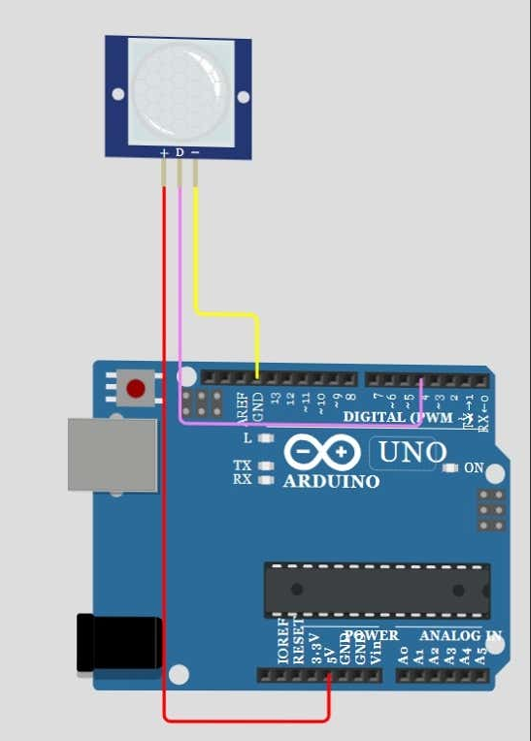 + D −
AREF
GND
13
12
~11
~10
~9
8
7
~6
~5
4
~3
2
TX→1
RX←0
DIGITAL (PWM ~)
L
TX
RX
UNO
ARDUINO
ON
IOREF
RESET
3.3V
5V
GND
GND
Vin
POWER
ANALOG IN
A0
A1
A2
A3
A4
A5